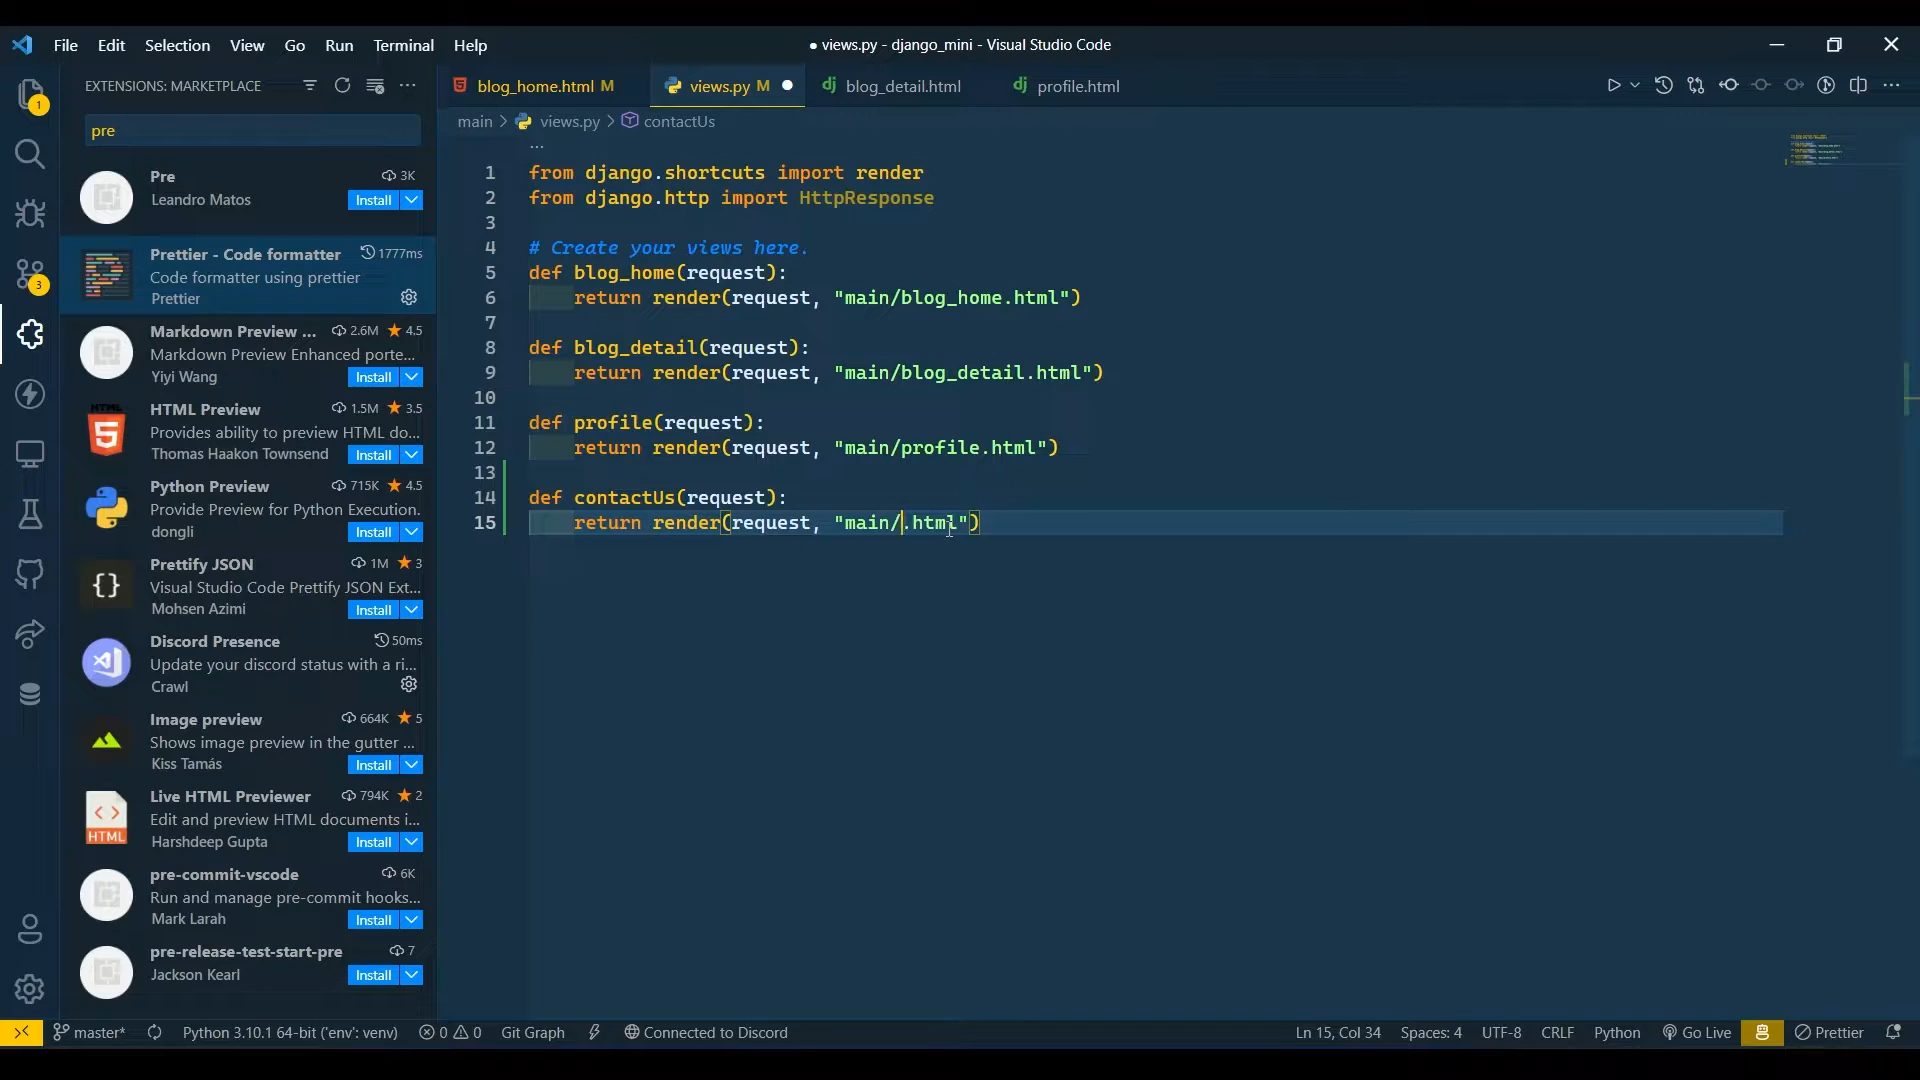 File Edit Selection View Go Run Terminal Help
● views.py - django_mini - Visual Studio Code
EXTENSIONS: MARKETPLACE
pre
Pre 3K
Leandro Matos Install
Prettier - Code formatter 1777ms
Code formatter using prettier
Prettier
Markdown Preview ... 2.6M ★ 4.5
Markdown Preview Enhanced porte...
Yiyi Wang Install
HTML Preview 1.5M ★ 3.5
Provides ability to preview HTML do...
Thomas Haakon Townsend Install
Python Preview 715K ★ 4.5
Provide Preview for Python Execution.
dongli Install
Prettify JSON 1M ★ 3
Visual Studio Code Prettify JSON Ext...
Mohsen Azimi Install
Discord Presence 50ms
Update your discord status with a ri...
Crawl
Image preview 664K ★ 5
Shows image preview in the gutter ...
Kiss Tamás Install
Live HTML Previewer 794K ★ 2
Edit and preview HTML documents i...
Harshdeep Gupta Install
pre-commit-vscode 6K
Run and manage pre-commit hooks...
Mark Larah Install
pre-release-test-start-pre 7
Jackson Kearl Install
HTML
HTML
{}
1
3
blog_home.html M views.py M ● dj blog_detail.html dj profile.html
main > views.py > contactUs
...
1 from django.shortcuts import render
2 from django.http import HttpResponse
3
4 # Create your views here.
5 def blog_home(request):
6 return render(request, "main/blog_home.html")
7
8 def blog_detail(request):
9 return render(request, "main/blog_detail.html")
10
11 def profile(request):
12 return render(request, "main/profile.html")
13
14 def contactUs(request):
15 return render(request, "main/.html")
master* Python 3.10.1 64-bit ('env': venv) 0 0 Git Graph Connected to Discord Ln 15, Col 34 Spaces: 4 UTF-8 CRLF Python Go Live Prettier